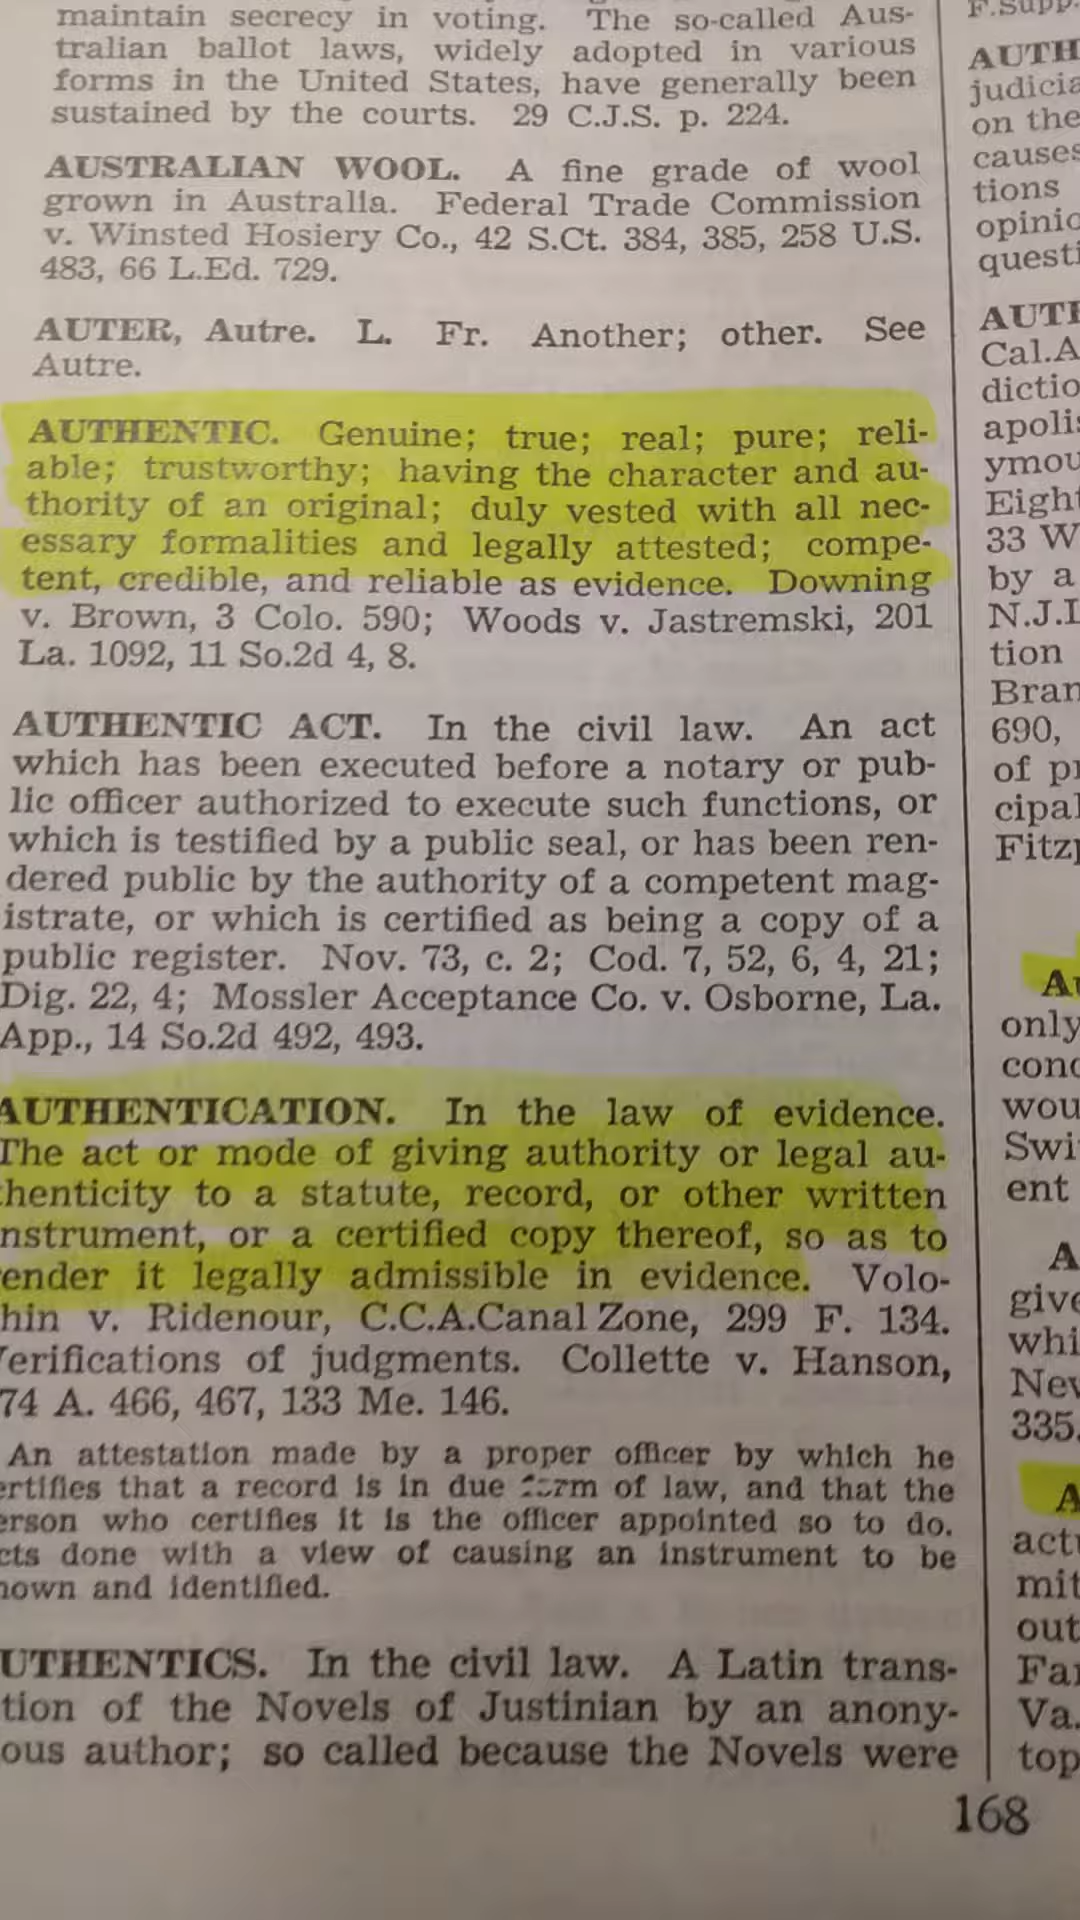 maintain secrecy in voting. The so-called Aus-
tralian ballot laws, widely adopted in various
forms in the United States, have generally been
sustained by the courts. 29 C.J.S. p. 224.
AUSTRALIAN WOOL. A fine grade of wool
grown in Australia. Federal Trade Commission
v. Winsted Hosiery Co., 42 S.Ct. 384, 385, 258 U.S.
483, 66 L.Ed. 729.
AUTER, Autre. L. Fr. Another; other. See
Autre.
AUTHENTIC. Genuine; true; real; pure; reli-
able; trustworthy; having the character and au-
thority of an original; duly vested with all nec-
essary formalities and legally attested; compe-
tent, credible, and reliable as evidence. Downing
v. Brown, 3 Colo. 590; Woods v. Jastremski, 201
La. 1092, 11 So.2d 4, 8.
AUTHENTIC ACT. In the civil law. An act
which has been executed before a notary or pub-
lic officer authorized to execute such functions, or
which is testified by a public seal, or has been ren-
dered public by the authority of a competent mag-
istrate, or which is certified as being a copy of a
public register. Nov. 73, c. 2; Cod. 7, 52, 6, 4, 21;
Dig. 22, 4; Mossler Acceptance Co. v. Osborne, La.
App., 14 So.2d 492, 493.
AUTHENTICATION. In the law of evidence.
The act or mode of giving authority or legal au-
henticity to a statute, record, or other written
nstrument, or a certified copy thereof, so as to
ender it legally admissible in evidence. Volo-
hin v. Ridenour, C.C.A.Canal Zone, 299 F. 134.
Verifications of judgments. Collette v. Hanson,
74 A. 466, 467, 133 Me. 146.
An attestation made by a proper officer by which he
ertifies that a record is in due of law, and that the
erson who certifies it is the officer appointed so to do.
cts done with a view of causing an instrument to be
nown and identified.
UTHENTICS. In the civil law. A Latin trans-
tion of the Novels of Justinian by an anony-
ous author; so called because the Novels were
F.Supp.
AUTH
judicia
on the
causes
tions
opinio
questi
AUTH
Cal.A
dictio
apolis
ymou
Eight
33 W
by a
N.J.L
tion
Bran
690,
of pr
cipal
Fitzp
Au
only
conc
wou
Swi
ent
A
give
whi
Nev
335.
A
actu
mit
out
Far
Va.
top
168